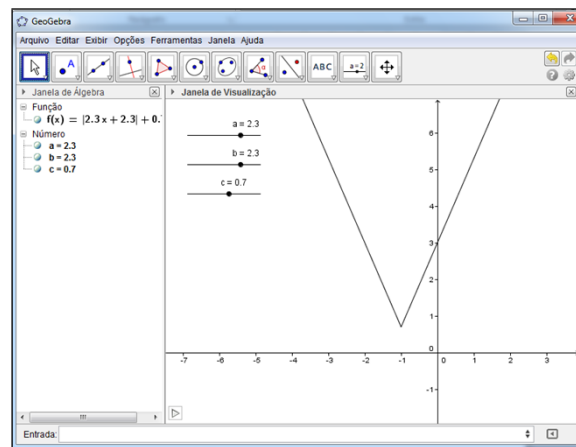 GeoGebra
Arquivo Editar Exibir Opções Ferramentas Janela Ajuda
ABC
a = 2
Janela de Álgebra
Função
f(x) = |2.3 x + 2.3| + 0.
Número
a = 2.3
b = 2.3
c = 0.7
Janela de Visualização
a = 2.3
b = 2.3
c = 0.7
6
5
4
3
2
1
0
-7 -6 -5 -4 -3 -2 -1 0 1 2 3
-1
Entrada: